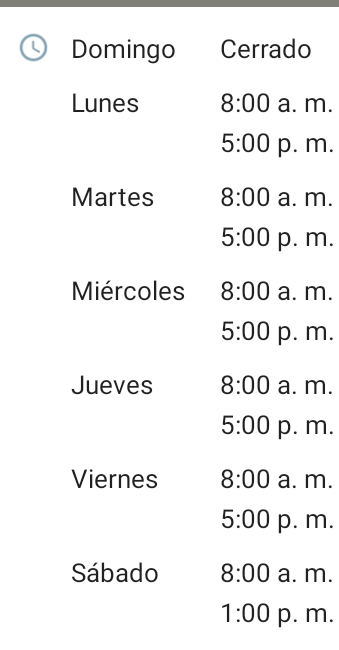 Domingo Cerrado
Lunes 8:00 a. m.
5:00 p. m.
Martes 8:00 a. m.
5:00 p. m.
Miércoles 8:00 a. m.
5:00 p. m.
Jueves 8:00 a. m.
5:00 p. m.
Viernes 8:00 a. m.
5:00 p. m.
Sábado 8:00 a. m.
1:00 p. m.